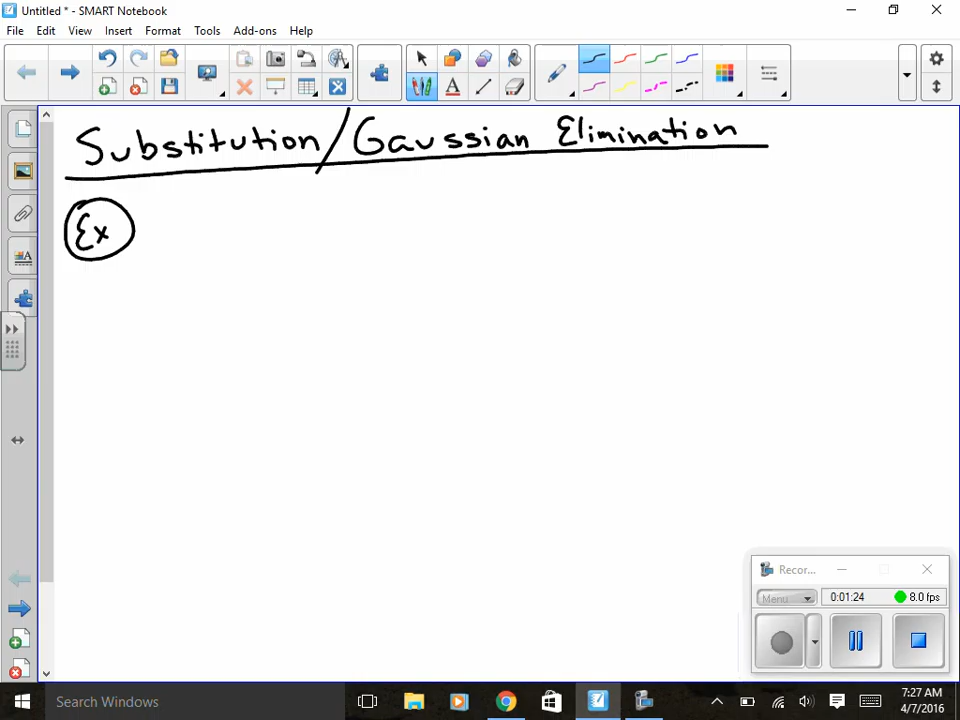 Untitled * - SMART Notebook
File Edit View Insert Format Tools Add-ons Help
Substitution/Gaussian Elimination
Ex
Recor...
Menu 0:01:24 8.0 fps
Search Windows
7:27 AM
4/7/2016